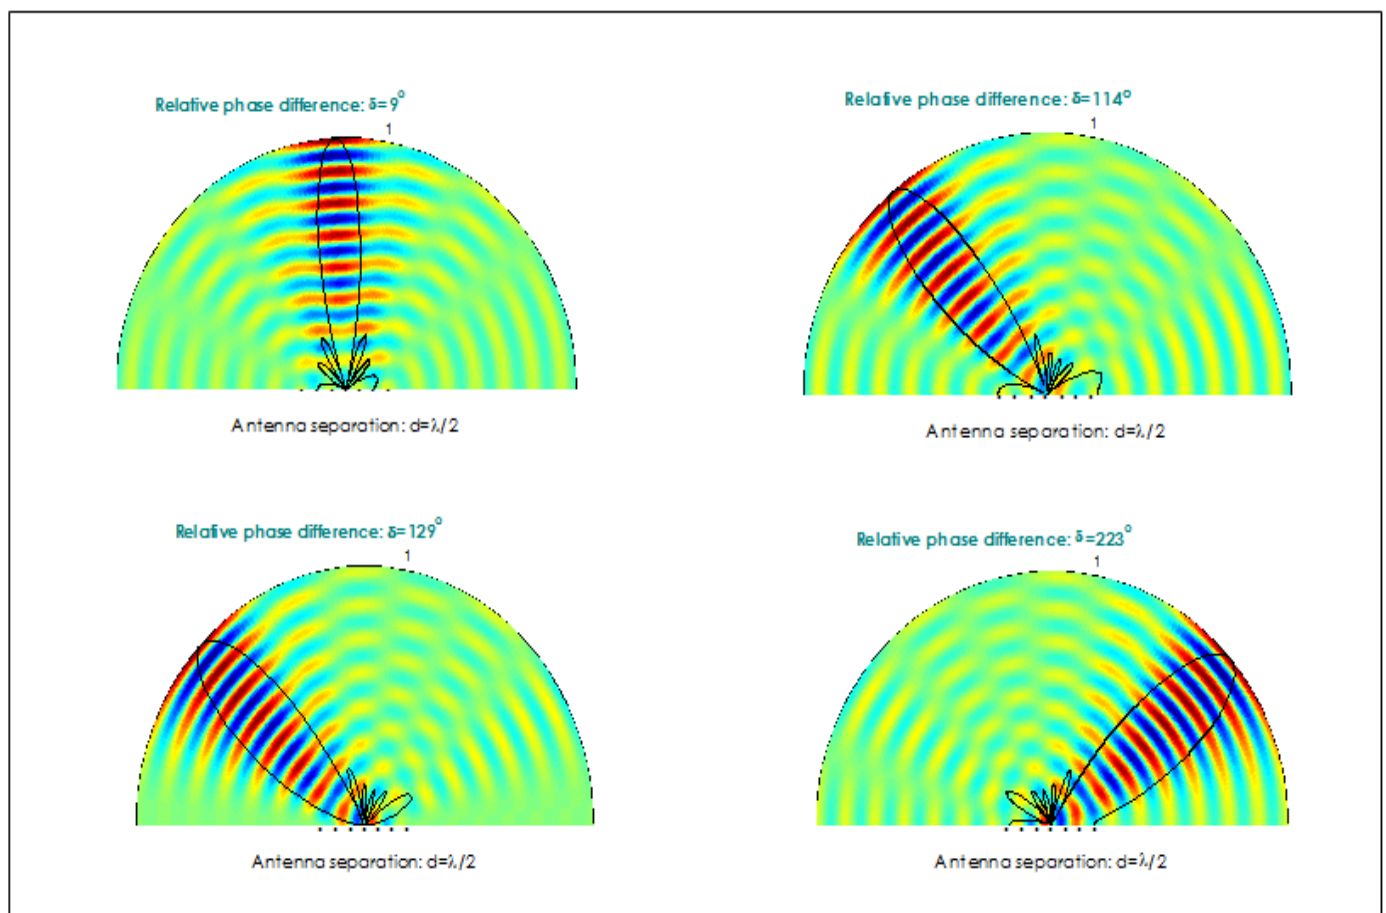 Relative phase difference: δ=9°
1
Relative phase difference: δ=114°
1
Antenna separation: d=λ/2
Antenna separation: d=λ/2
Relative phase difference: δ=129°
1
Relative phase difference: δ=223°
1
Antenna separation: d=λ/2
Antenna separation: d=λ/2